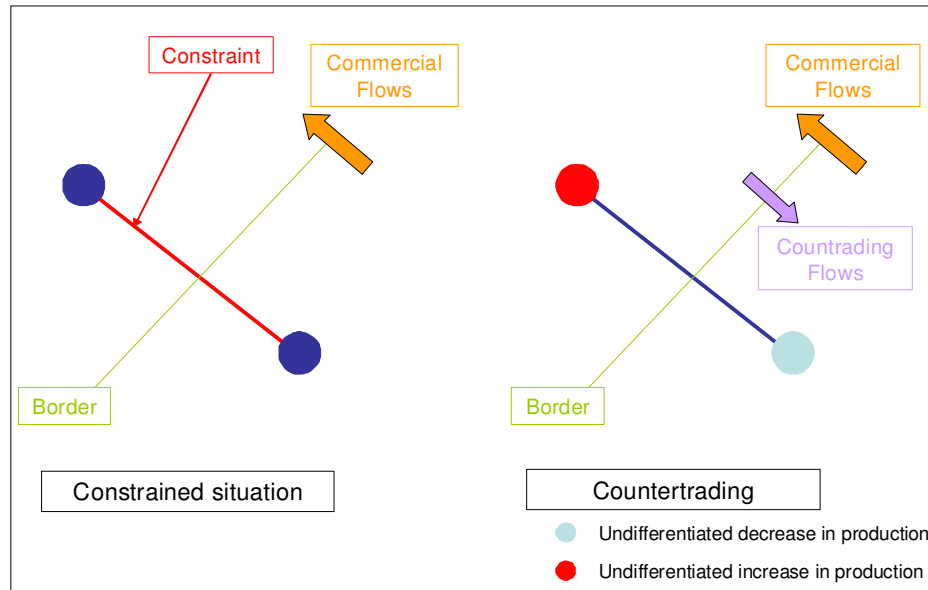 Constraint
Commercial
Flows
Border
Constrained situation
Commercial
Flows
Countrading
Flows
Border
Countertrading
Undifferentiated decrease in production
Undifferentiated increase in production